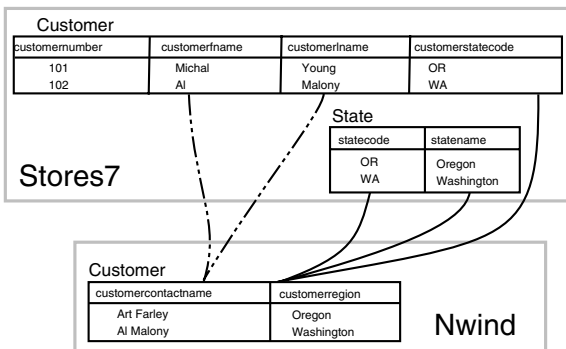 Customer
customernumber customerfname customerlname customerstatecode
101 Michal Young OR
102 Al Malony WA
State
statecode statename
OR Oregon
WA Washington
Stores7
Customer
customercontactname customerregion
Art Farley Oregon
Al Malony Washington
Nwind